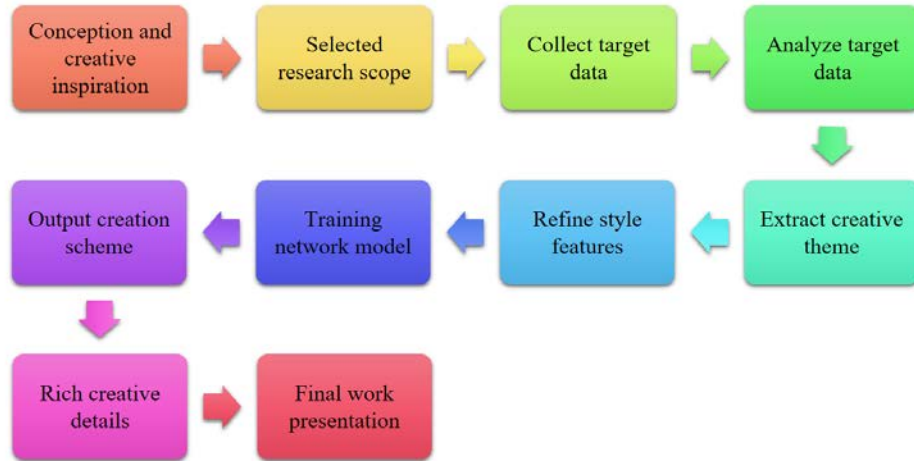 Conception and
creative
inspiration
Selected
research scope
Collect target
data
Analyze target
data
Extract creative
theme
Refine style
features
Training
network model
Output creation
scheme
Rich creative
details
Final work
presentation